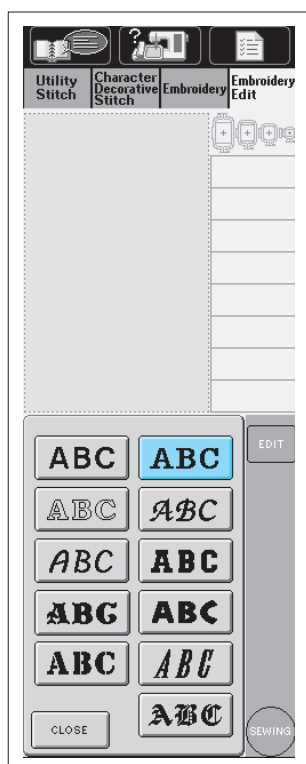 ?
Utility
Stitch
Character
Decorative
Stitch
Embroidery
Embroidery
Edit
EDIT
ABC ABC
ABC ABC
ABC ABC
ABC ABC
ABC ABC
ABC
CLOSE
SEWING